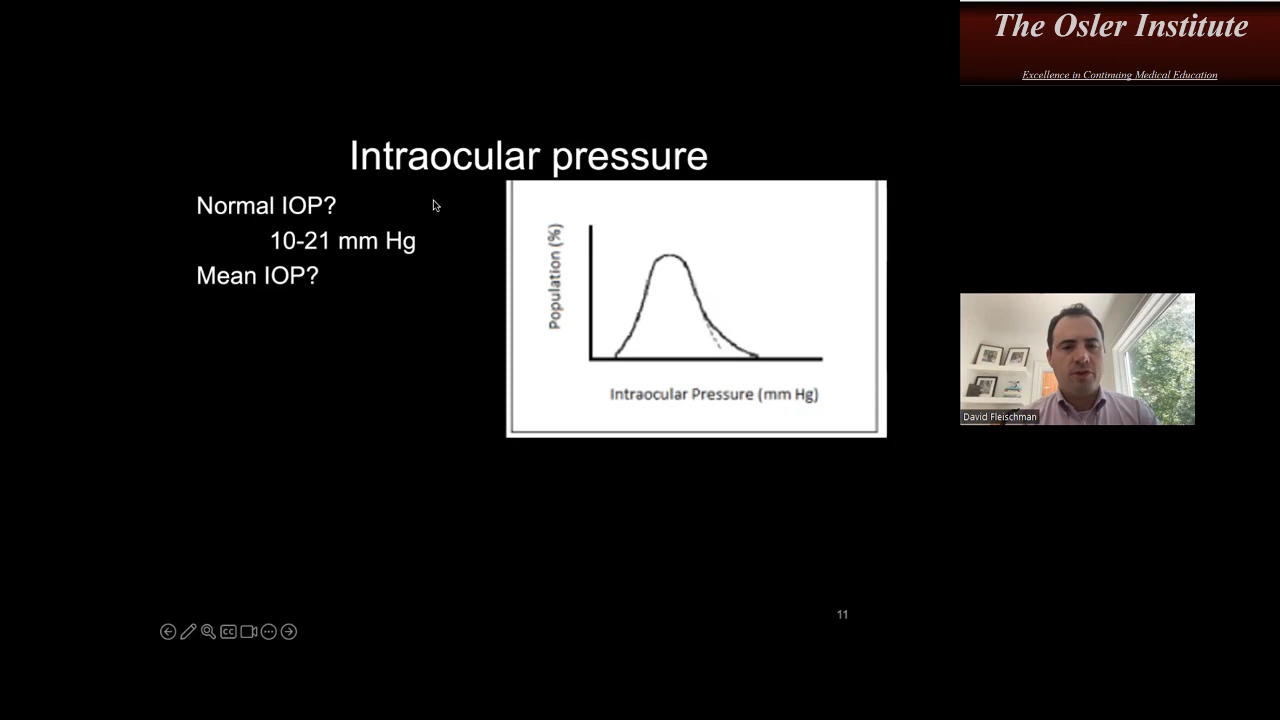 The Osler Institute
Excellence in Continuing Medical Education
Intraocular pressure
Normal IOP?
10-21 mm Hg
Mean IOP?
Population (%)
Intraocular Pressure (mm Hg)
David Fleischman
11
CC